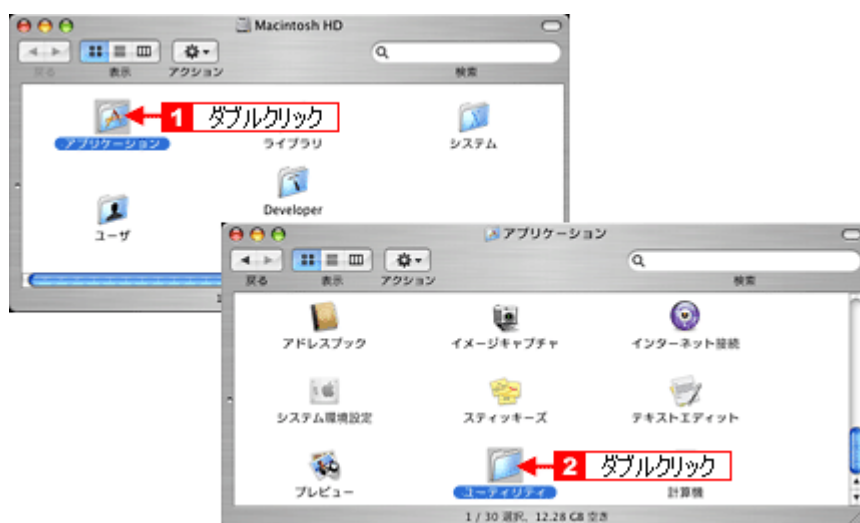 Macintosh HD
戻る 表示 アクション 検索
1 ダブルクリック
アプリケーション ライブラリ システム
ユーザ Developer
アプリケーション
戻る 表示 アクション 検索
アドレスブック イメージキャプチャ インターネット接続
システム環境設定 スティッキーズ テキストエディット
2 ダブルクリック
プレビュー ユーティリティ 計算機
1 / 30 選択、12.28 GB 空き